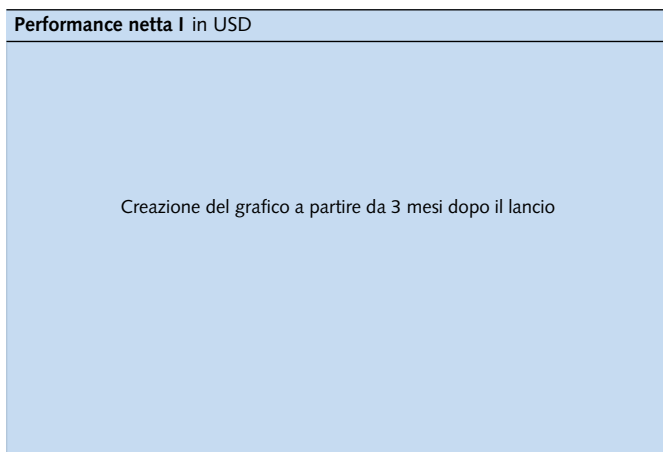 Performance netta I in USD
Creazione del grafico a partire da 3 mesi dopo il lancio